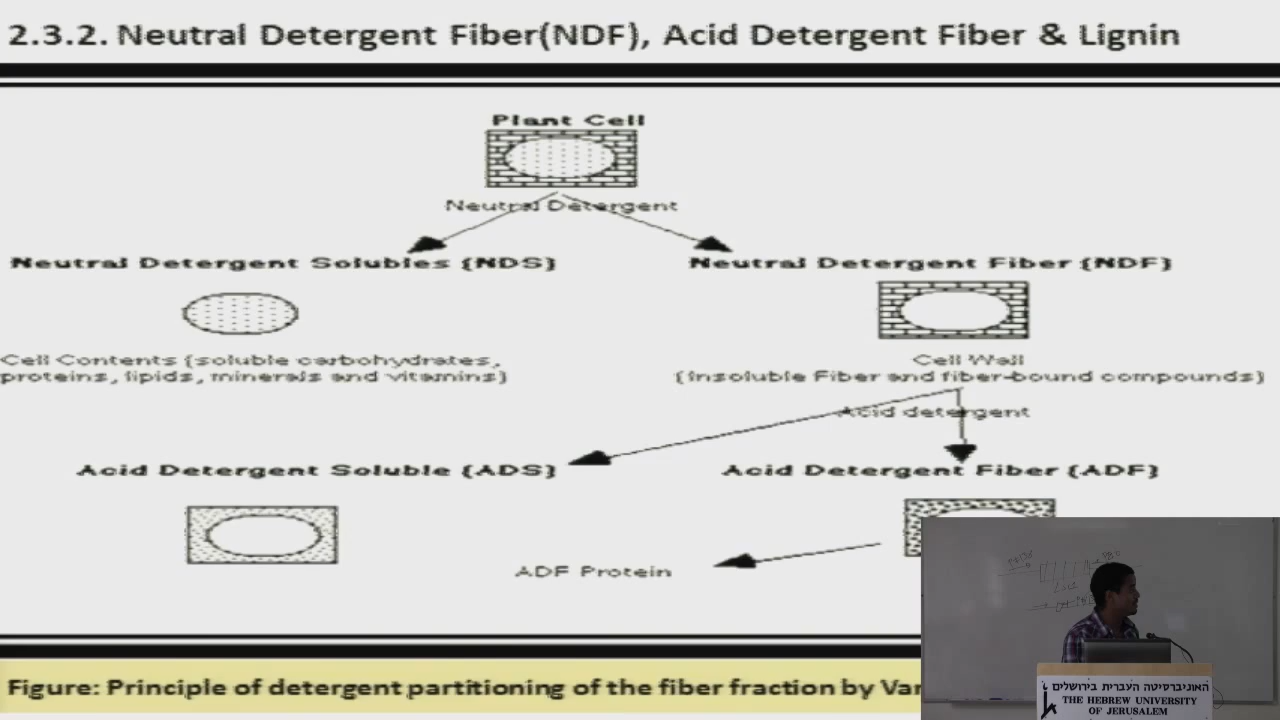 2.3.2. Neutral Detergent Fiber(NDF), Acid Detergent Fiber & Lignin
Plant Cell
Neutral Detergent
Neutral Detergent Solubles (NDS)
Neutral Detergent Fiber (NDF)
Cell Contents (soluble carbohydrates,
proteins, lipids, minerals and vitamins)
Cell Wall
(insoluble Fiber and fiber-bound compounds)
Acid detergent
Acid Detergent Soluble (ADS)
Acid Detergent Fiber (ADF)
ADF Protein
Figure: Principle of detergent partitioning of the fiber fraction by
האוניברסיטה העברית בירושלים
THE HEBREW UNIVERSITY
OF JERUSALEM